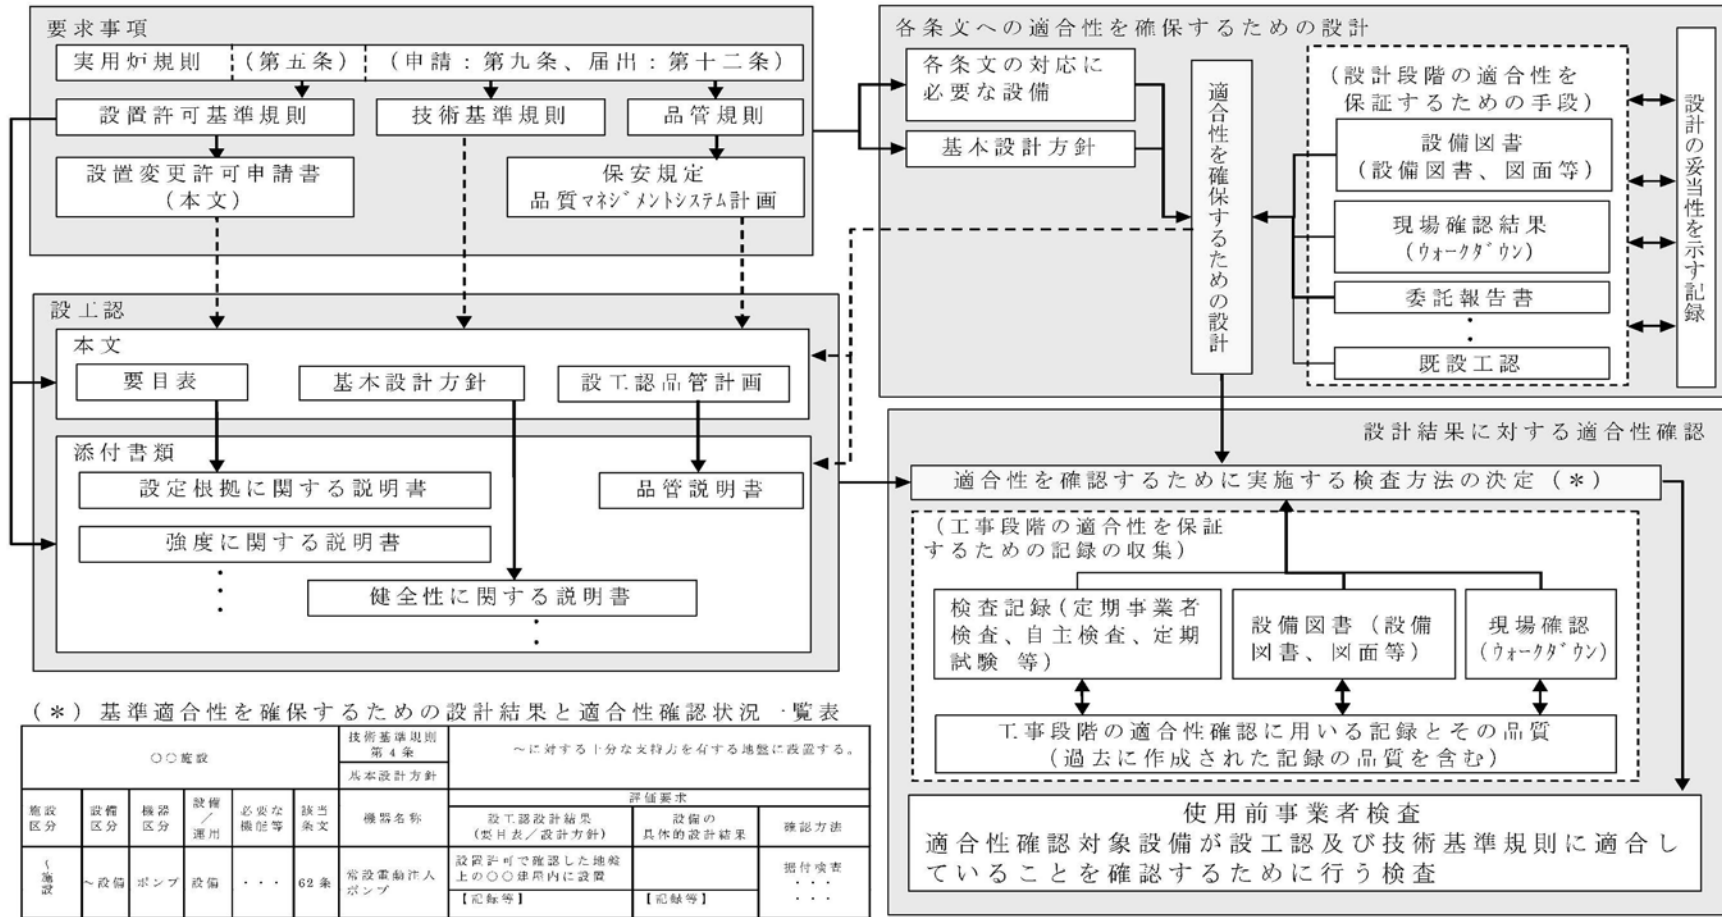 要求事項
実用炉規則 (第五条) (申請：第九条、届出：第十二条)
設置許可基準規則
技術基準規則
品管規則
設置変更許可申請書
(本文)
保安規定
品質マネジメントシステム計画
設工認
本文
要目表
基本設計方針
設工認品管計画
添付書類
設定根拠に関する説明書
品管説明書
強度に関する説明書
・
・
・
健全性に関する説明書
・
・
各条文への適合性を確保するための設計
各条文の対応に
必要な設備
基本設計方針
適合性を確保するための設計
(設計段階の適合性を
保証するための手段)
設備図書
(設備図書、図面等)
現場確認結果
(ウォークダウン)
委託報告書
・
・
既設工認
設計の妥当性を示す記録
設計結果に対する適合性確認
適合性を確認するために実施する検査方法の決定 (＊)
(工事段階の適合性を保証
するための記録の収集)
検査記録(定期事業者
検査、自主検査、定期
試験 等)
設備図書 (設備
図書、図面等)
現場確認
(ウォークダウン)
工事段階の適合性確認に用いる記録とその品質
(過去に作成された記録の品質を含む)
使用前事業者検査
適合性確認対象設備が設工認及び技術基準規則に適合し
ていることを確認するために行う検査
(＊) 基準適合性を確保するための設計結果と適合性確認状況一覧表
○○施設
技術基準規則
第4条
～に対する十分な支持力を有する地盤に設置する。
基本設計方針
施設
区分
設備
区分
機器
区分
設備
／
運用
必要な
機能等
該当
条文
機器名称
評価要求
設工認設計結果
(要目表／設計方針)
設備の
具体的設計結果
確認方法
～施設
～設備
ポンプ
設備
・・・
62条
常設電動注入
ポンプ
設置許可で確認した地盤
上の○○建屋内に設置
【記録等】
【記録等】
据付検査
・・・
・・・